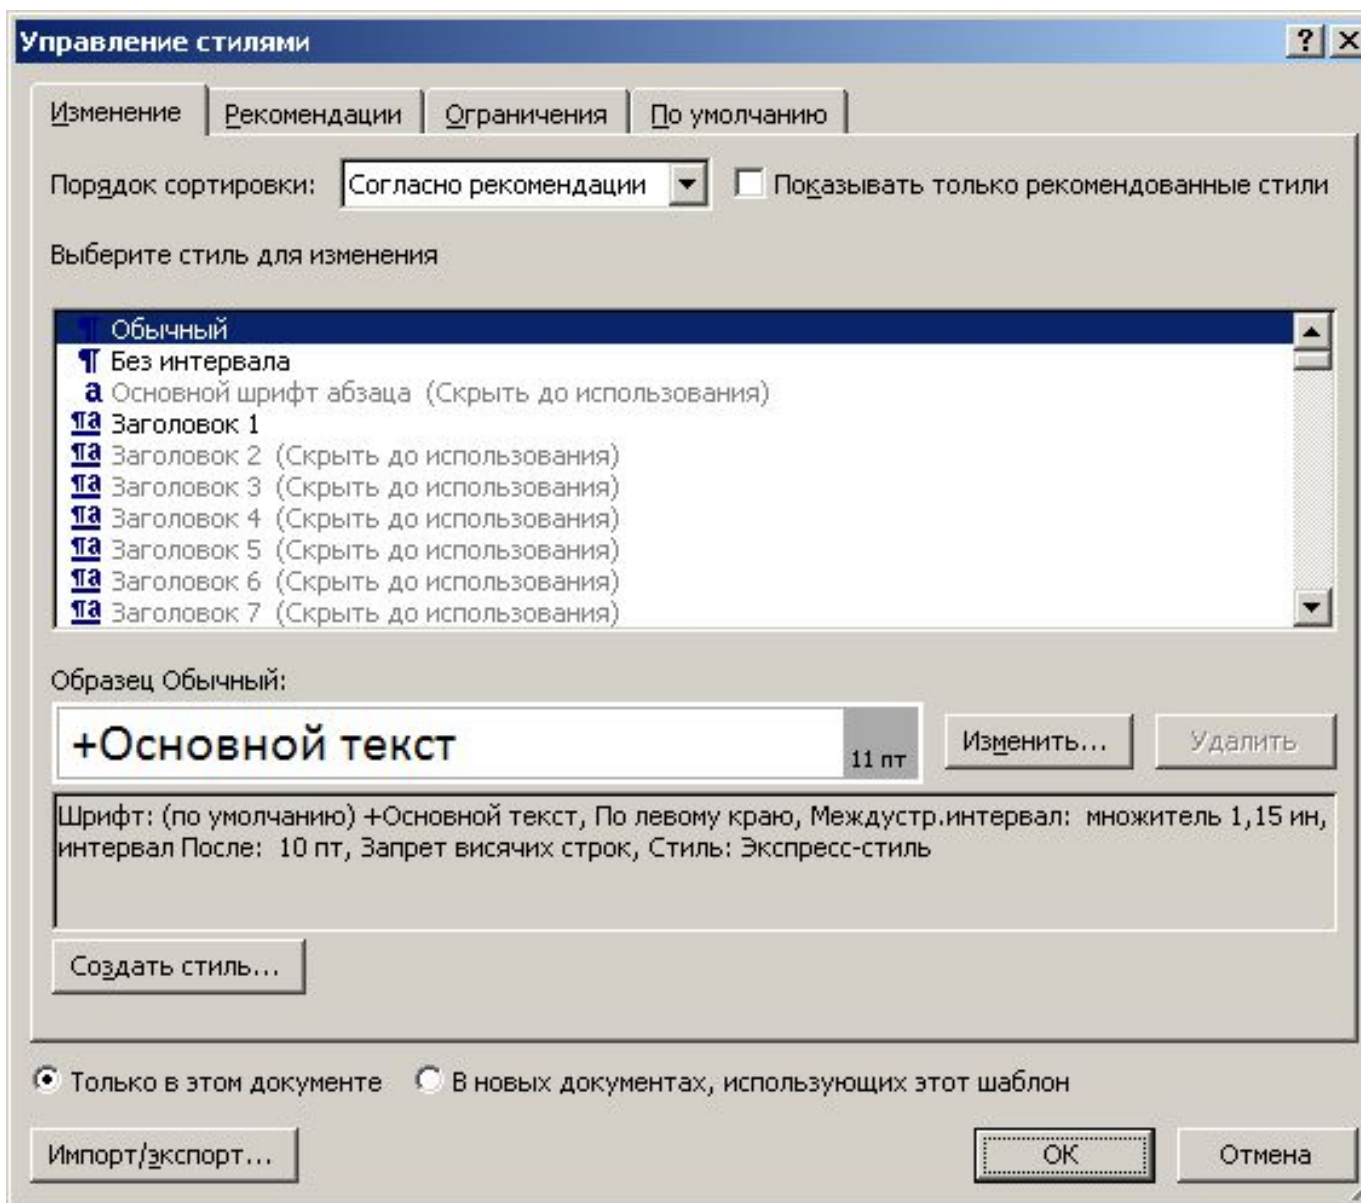 Управление стилями
Изменение Рекомендации Ограничения По умолчанию
Порядок сортировки: Согласно рекомендации Показывать только рекомендованные стили
Выберите стиль для изменения
¶ Обычный
¶ Без интервала
a Основной шрифт абзаца (Скрыть до использования)
¶a Заголовок 1
¶a Заголовок 2 (Скрыть до использования)
¶a Заголовок 3 (Скрыть до использования)
¶a Заголовок 4 (Скрыть до использования)
¶a Заголовок 5 (Скрыть до использования)
¶a Заголовок 6 (Скрыть до использования)
¶a Заголовок 7 (Скрыть до использования)
Образец Обычный:
+Основной текст 11 пт Изменить... Удалить
Шрифт: (по умолчанию) +Основной текст, По левому краю, Междустр.интервал: множитель 1,15 ин,
интервал После: 10 пт, Запрет висячих строк, Стиль: Экспресс-стиль
Создать стиль...
Только в этом документе В новых документах, использующих этот шаблон
Импорт/экспорт... ОК Отмена